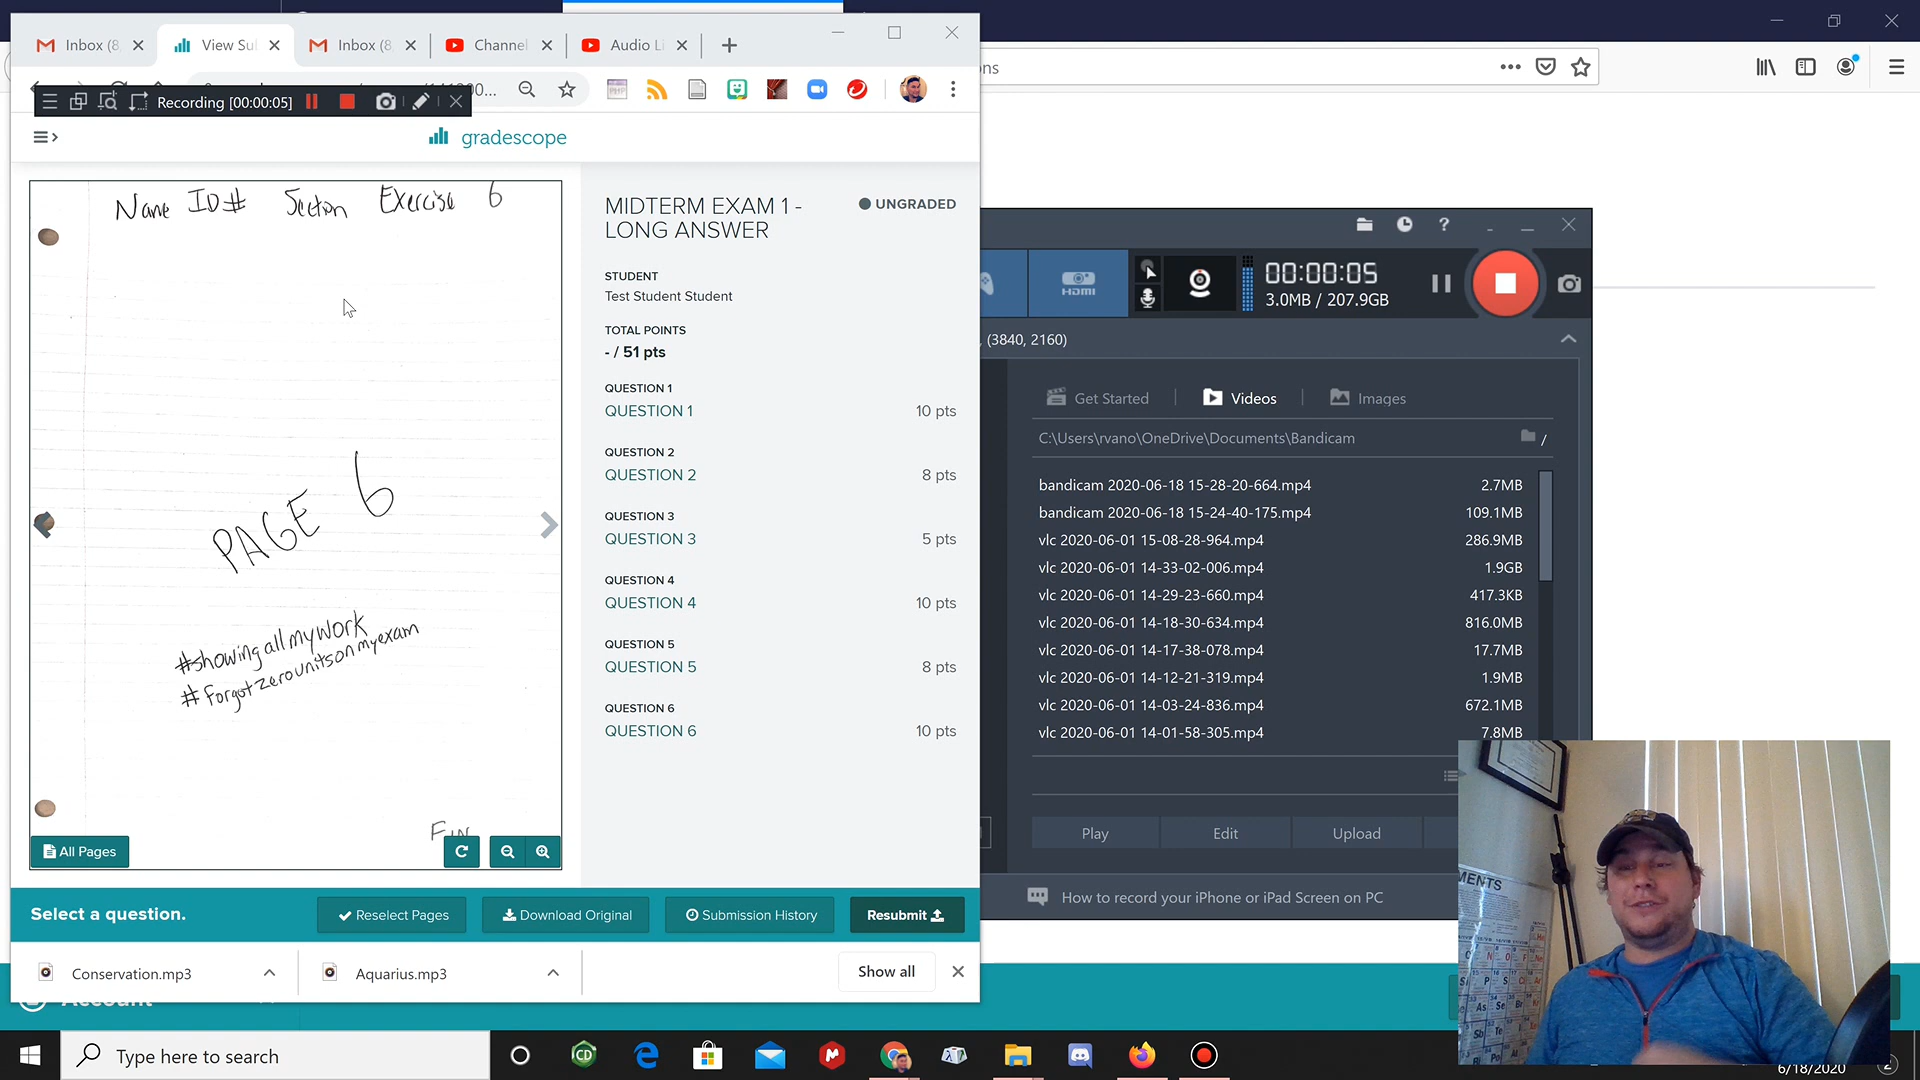 Inbox (8,
View Su
Inbox (8,
Channel
Audio Li
Recording [00:00:05]
ns
gradescope
Name ID# Section Exercise 6
PAGE 6
#showingallmywork
#forgotzerounitsonmyexam
Fin
All Pages
MIDTERM EXAM 1 -
LONG ANSWER
UNGRADED
STUDENT
Test Student Student
TOTAL POINTS
- / 51 pts
QUESTION 1
QUESTION 1 10 pts
QUESTION 2
QUESTION 2 8 pts
QUESTION 3
QUESTION 3 5 pts
QUESTION 4
QUESTION 4 10 pts
QUESTION 5
QUESTION 5 8 pts
QUESTION 6
QUESTION 6 10 pts
Select a question.
Reselect Pages
Download Original
Submission History
Resubmit
Conservation.mp3
Aquarius.mp3
Show all
Account
HDMI
00:00:05
3.0MB / 207.9GB
(3840, 2160)
Get Started
Videos
Images
C:\Users\rvano\OneDrive\Documents\Bandicam
/
bandicam 2020-06-18 15-28-20-664.mp4 2.7MB
bandicam 2020-06-18 15-24-40-175.mp4 109.1MB
vlc 2020-06-01 15-08-28-964.mp4 286.9MB
vlc 2020-06-01 14-33-02-006.mp4 1.9GB
vlc 2020-06-01 14-29-23-660.mp4 417.3KB
vlc 2020-06-01 14-18-30-634.mp4 816.0MB
vlc 2020-06-01 14-17-38-078.mp4 17.7MB
vlc 2020-06-01 14-12-21-319.mp4 1.9MB
vlc 2020-06-01 14-03-24-836.mp4 672.1MB
vlc 2020-06-01 14-01-58-305.mp4 7.8MB
Play
Edit
Upload
How to record your iPhone or iPad Screen on PC
MENTS
Type here to search
6/18/2020